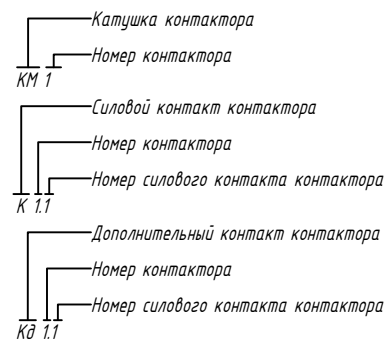 Катушка контактора
Номер контактора
КМ 1
Силовой контакт контактора
Номер контактора
Номер силового контакта контактора
К 1.1
Дополнительный контакт контактора
Номер контактора
Номер силового контакта контактора
Кд 1.1